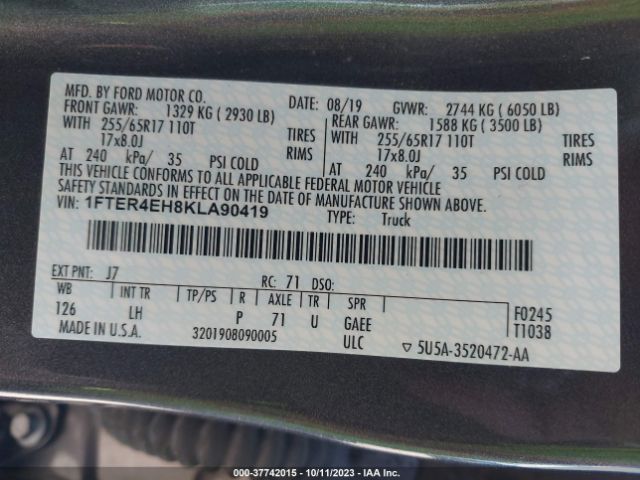 MFD. BY FORD MOTOR CO.
DATE: 08/19 GVWR: 2744 KG ( 6050 LB)
FRONT GAWR: 1329 KG ( 2930 LB) REAR GAWR: 1588 KG ( 3500 LB)
WITH 255/65R17 110T TIRES WITH 255/65R17 110T TIRES
17x8.0J RIMS 17x8.0J RIMS
AT 240 kPa/ 35 PSI COLD AT 240 kPa/ 35 PSI COLD
THIS VEHICLE CONFORMS TO ALL APPLICABLE FEDERAL MOTOR VEHICLE
SAFETY STANDARDS IN EFFECT ON THE DATE OF MANUFACTURE SHOWN ABOVE.
VIN: 1FTER4EH8KLA90419
TYPE: Truck
EXT PNT: J7 RC: 71 DSO:
WB INT TR TP/PS R AXLE TR SPR
126 LH P 71 U GAEE
F0245
T1038
MADE IN U.S.A. 3201908090005 ULC ▽ 5U5A-3520472-AA
000-37742015 - 10/11/2023 - IAA Inc.